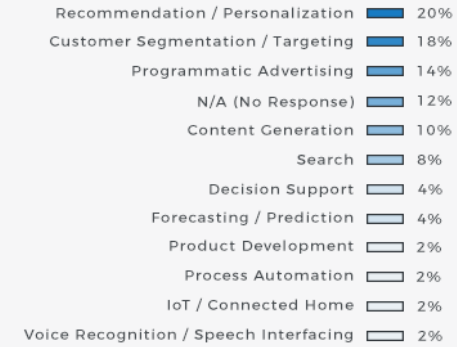 Recommendation / Personalization 20%
Customer Segmentation / Targeting 18%
Programmatic Advertising 14%
N/A (No Response) 12%
Content Generation 10%
Search 8%
Decision Support 4%
Forecasting / Prediction 4%
Product Development 2%
Process Automation 2%
IoT / Connected Home 2%
Voice Recognition / Speech Interfacing 2%